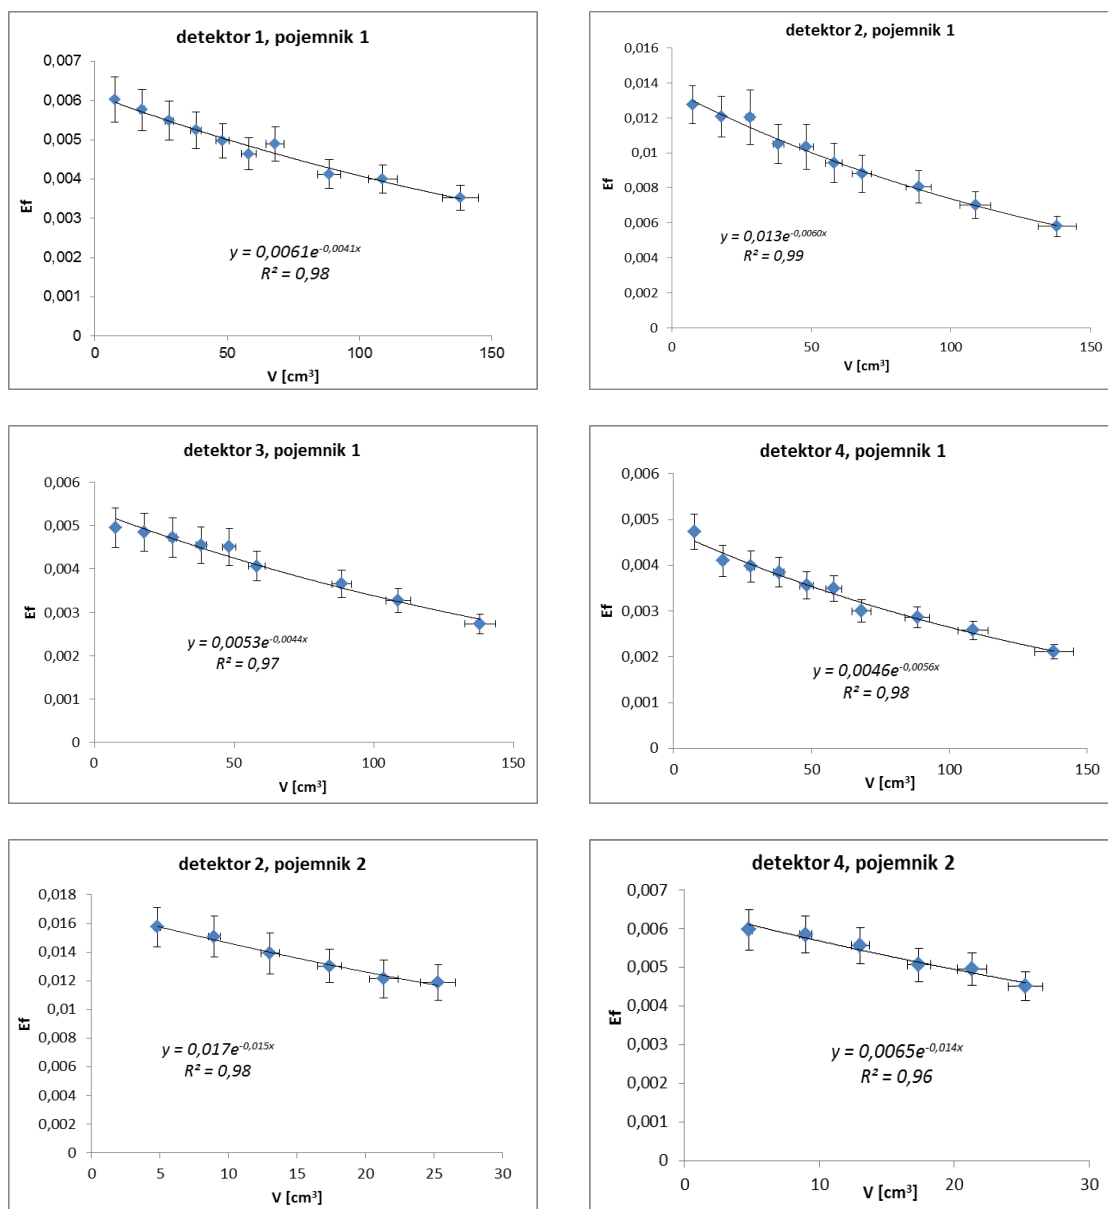 detektor 1, pojemnik 1
0,007
0,006
0,005
0,004
0,003
0,002
0,001
0
Ef
y = 0,0061e^-0,0041x
R² = 0,98
0 50 100 150
V [cm³]
detektor 2, pojemnik 1
0,016
0,014
0,012
0,01
0,008
0,006
0,004
0,002
0
Ef
y = 0,013e^-0,0060x
R² = 0,99
0 50 100 150
V [cm³]
detektor 3, pojemnik 1
0,006
0,005
0,004
0,003
0,002
0,001
0
Ef
y = 0,0053e^-0,0044x
R² = 0,97
0 50 100 150
V [cm³]
detektor 4, pojemnik 1
0,006
0,005
0,004
0,003
0,002
0,001
0
Ef
y = 0,0046e^-0,0056x
R² = 0,98
0 50 100 150
V [cm³]
detektor 2, pojemnik 2
0,018
0,016
0,014
0,012
0,01
0,008
0,006
0,004
0,002
0
Ef
y = 0,017e^-0,015x
R² = 0,98
0 5 10 15 20 25 30
V [cm³]
detektor 4, pojemnik 2
0,007
0,006
0,005
0,004
0,003
0,002
0,001
0
Ef
y = 0,0065e^-0,014x
R² = 0,96
0 10 20 30
V [cm³]